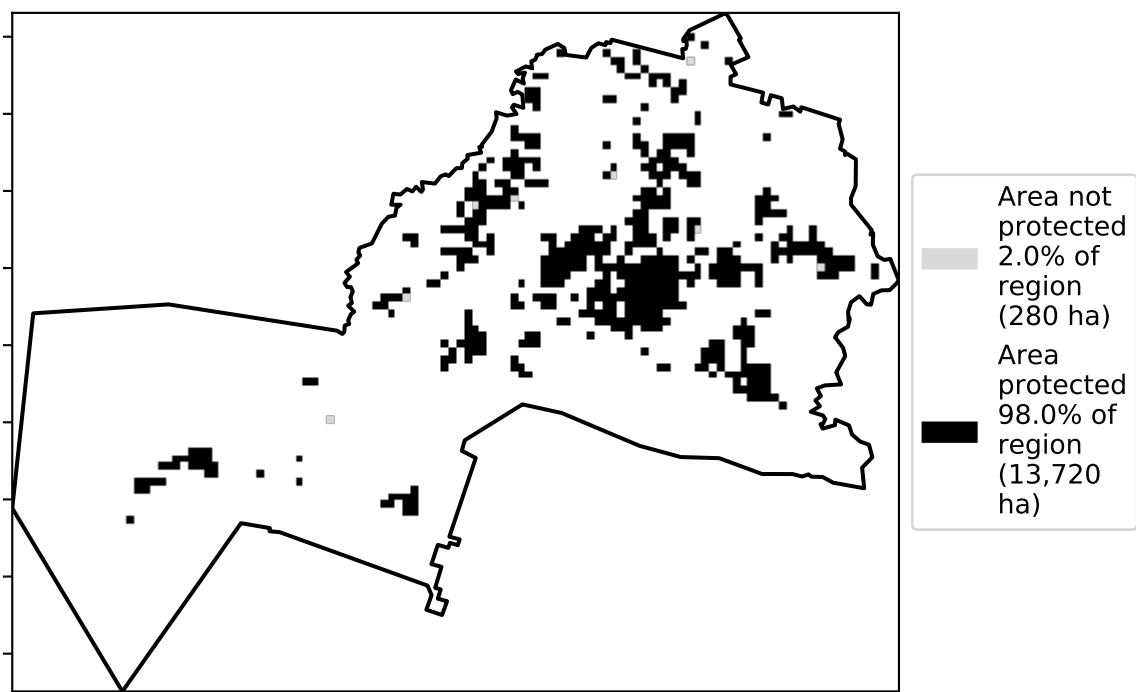 Area not
protected
2.0% of
region
(280 ha)
Area
protected
98.0% of
region
(13,720
ha)